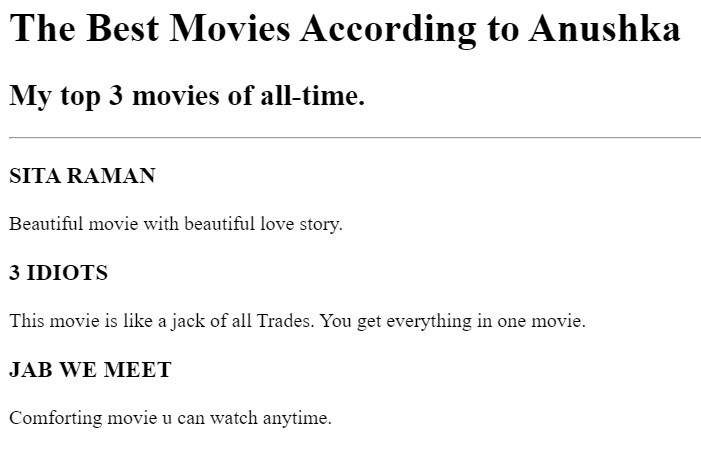 The Best Movies According to Anushka
My top 3 movies of all-time.
SITA RAMAN
Beautiful movie with beautiful love story.
3 IDIOTS
This movie is like a jack of all Trades. You get everything in one movie.
JAB WE MEET
Comforting movie u can watch anytime.